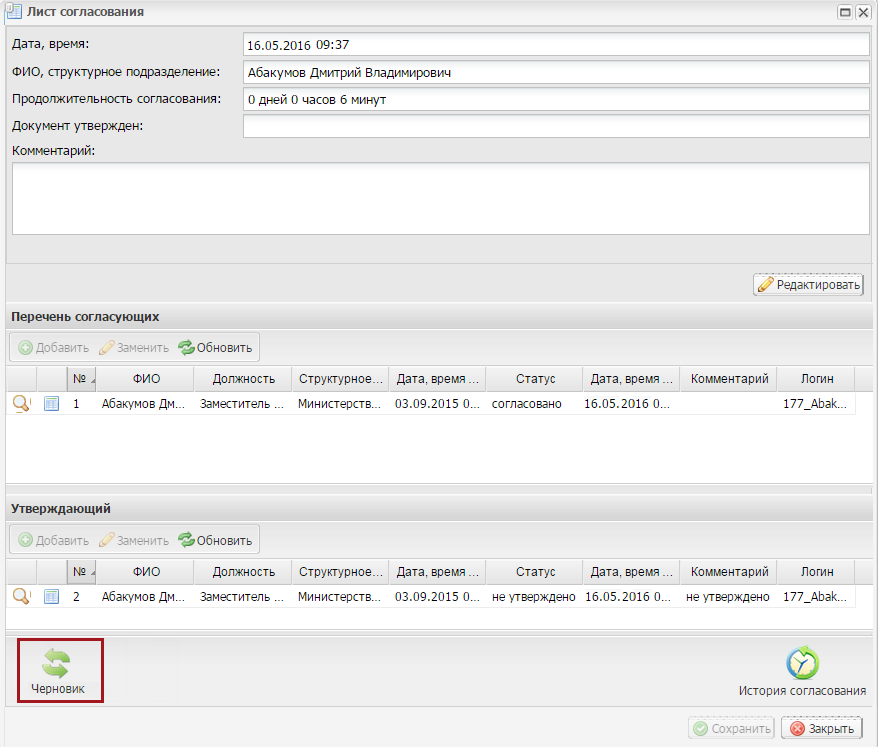 Лист согласования
Дата, время: 16.05.2016 09:37
ФИО, структурное подразделение: Абакумов Дмитрий Владимирович
Продолжительность согласования: 0 дней 0 часов 6 минут
Документ утвержден:
Комментарий:
Редактировать
Перечень согласующих
Добавить Заменить Обновить
№ ФИО Должность Структурное... Дата, время ... Статус Дата, время ... Комментарий Логин
1 Абакумов Дм... Заместитель ... Министерств... 03.09.2015 0... согласовано 16.05.2016 0... 177_Abak...
Утверждающий
Добавить Заменить Обновить
№ ФИО Должность Структурное... Дата, время ... Статус Дата, время ... Комментарий Логин
2 Абакумов Дм... Заместитель ... Министерств... 03.09.2015 0... не утверждено 16.05.2016 0... не утверждено 177_Abak...
Черновик История согласования
Сохранить Закрыть